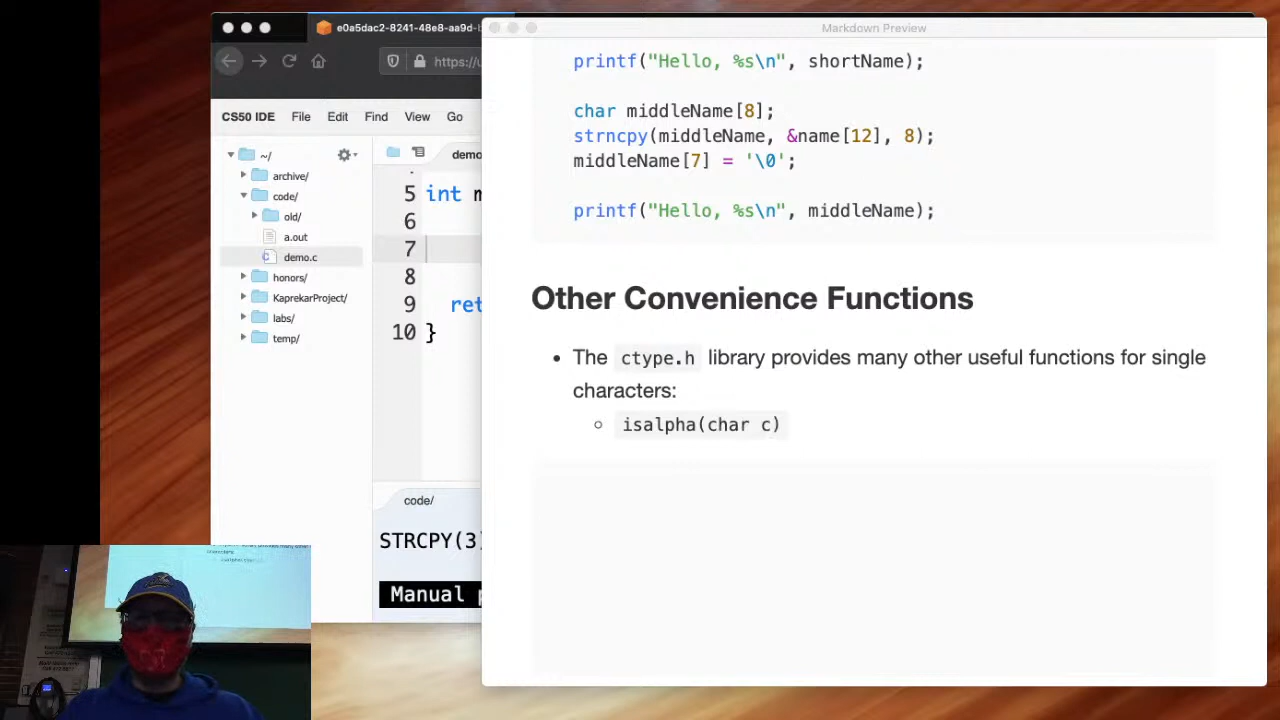 e0a5dac2-8241-48e8-aa9d-
https://u
CS50 IDE File Edit Find View Go
~/
archive/
code/
old/
a.out
demo.c
honors/
KaprekarProject/
labs/
temp/
demo
5 int m
6
7
8
9 ret
10 }
code/
STRCPY(3)
Manual p
Markdown Preview
printf("Hello, %s\n", shortName);
char middleName[8];
strncpy(middleName, &name[12], 8);
middleName[7] = '\0';
printf("Hello, %s\n", middleName);
Other Convenience Functions
• The ctype.h library provides many other useful functions for single
characters:
○ isalpha(char c)